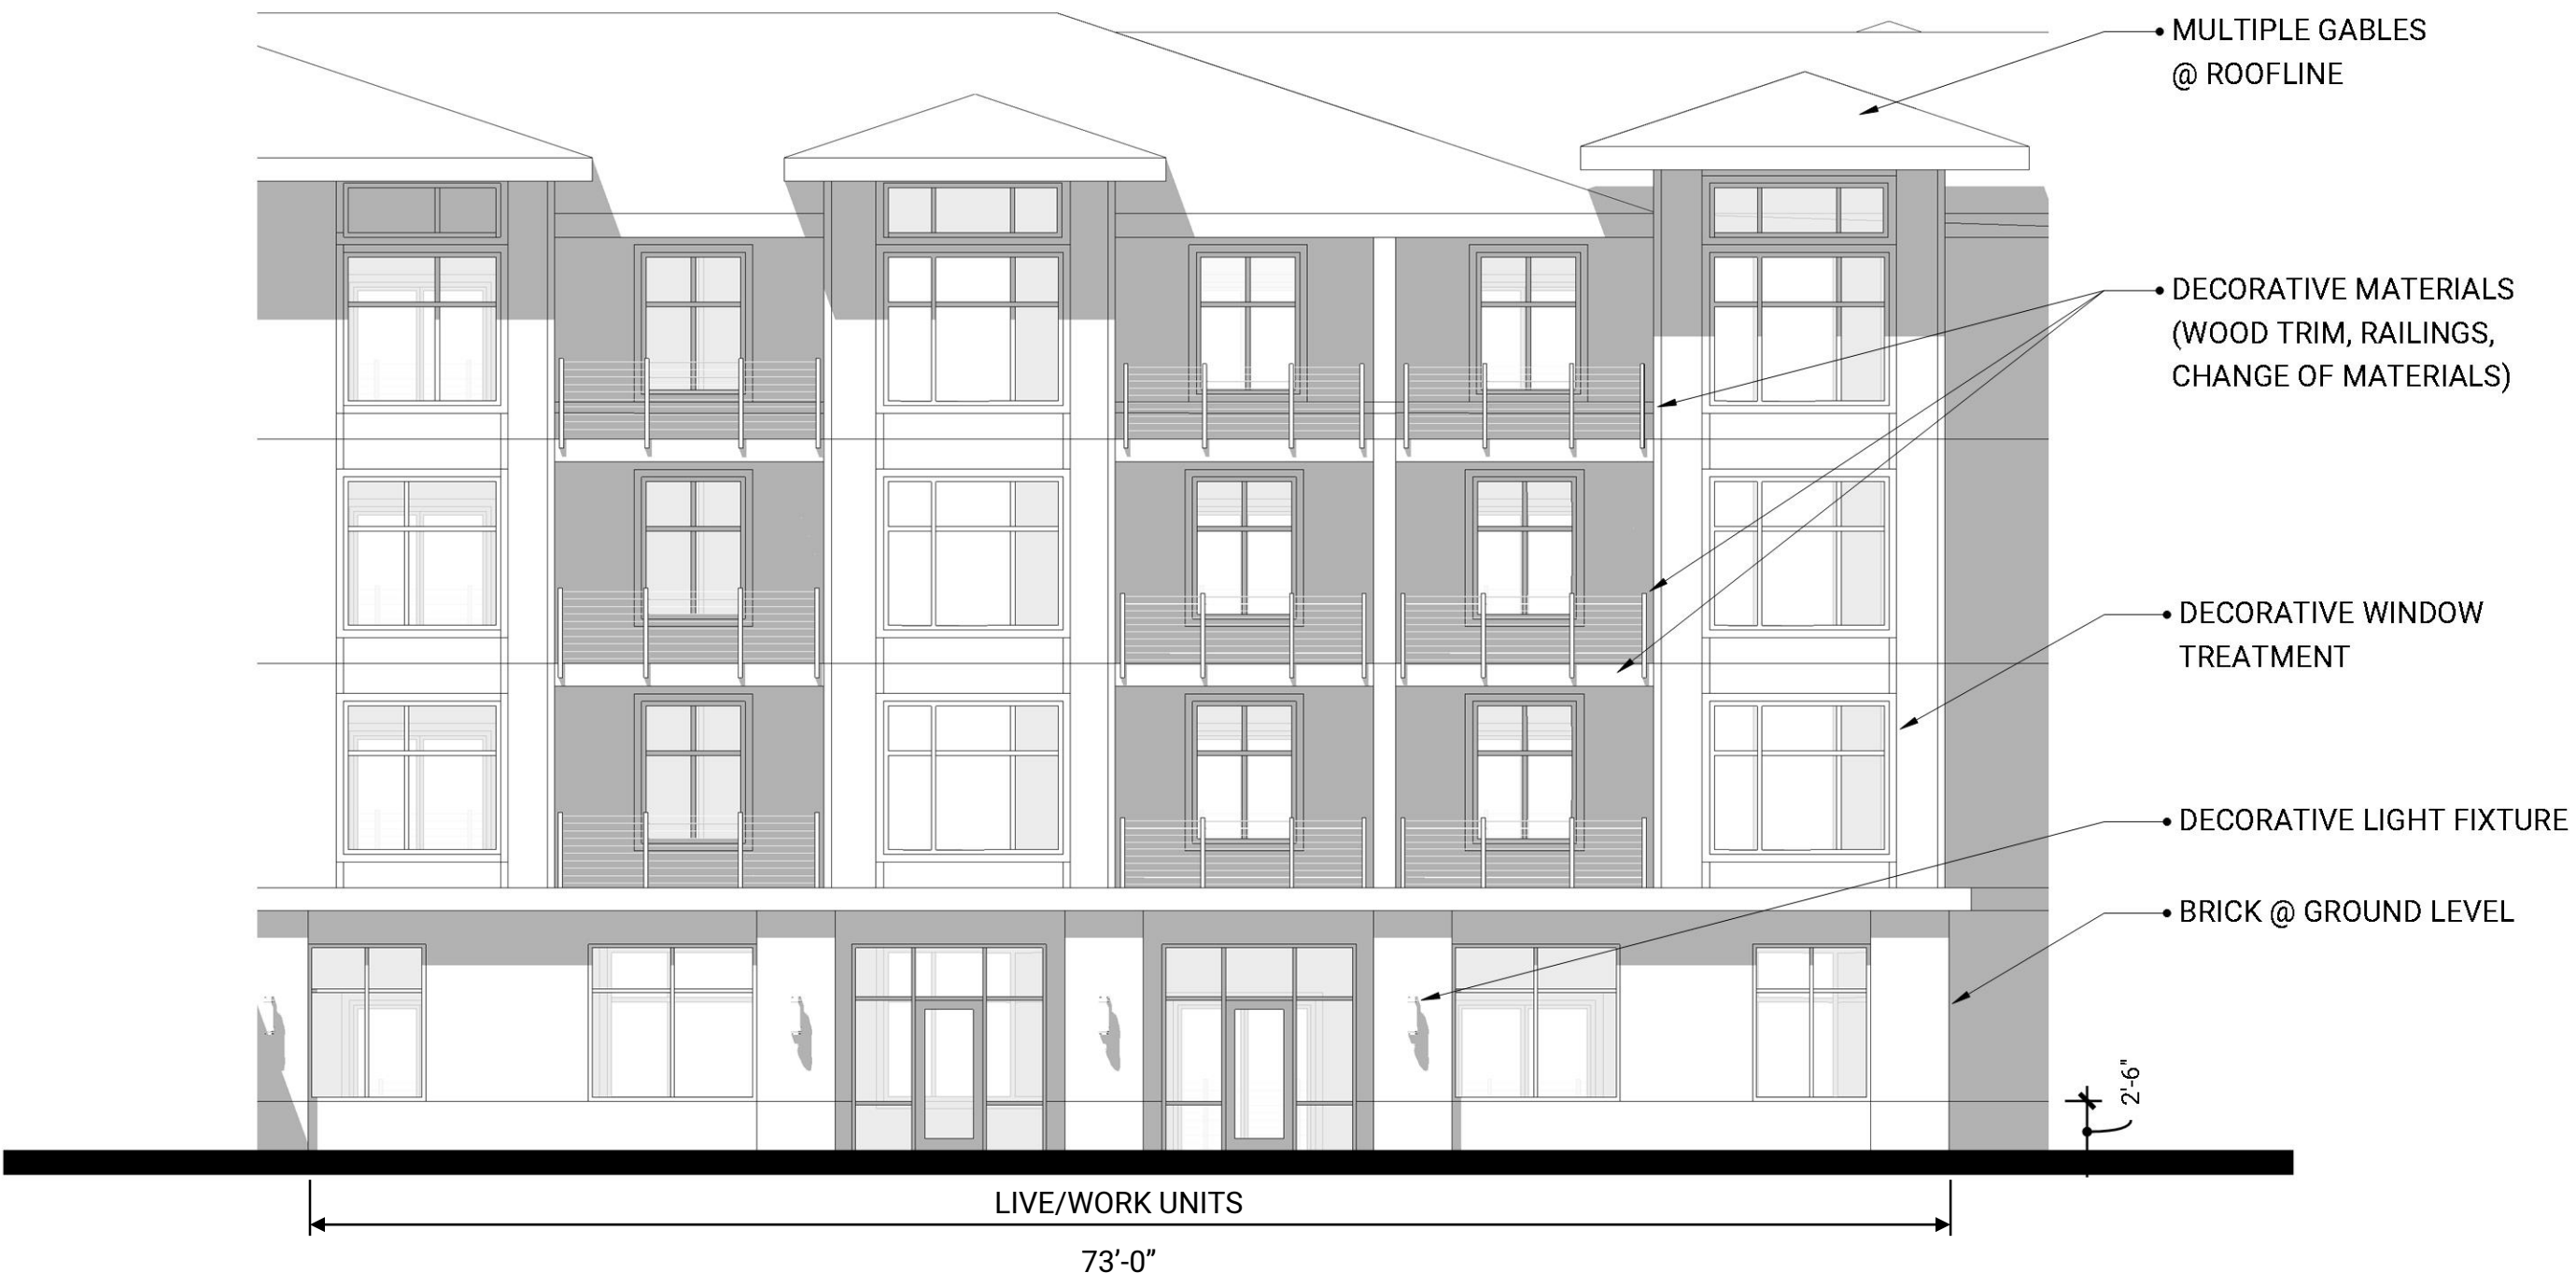 MULTIPLE GABLES
@ ROOFLINE
DECORATIVE MATERIALS
(WOOD TRIM, RAILINGS,
CHANGE OF MATERIALS)
DECORATIVE WINDOW
TREATMENT
DECORATIVE LIGHT FIXTURE
BRICK @ GROUND LEVEL
2'-6"
LIVE/WORK UNITS
73’-0”